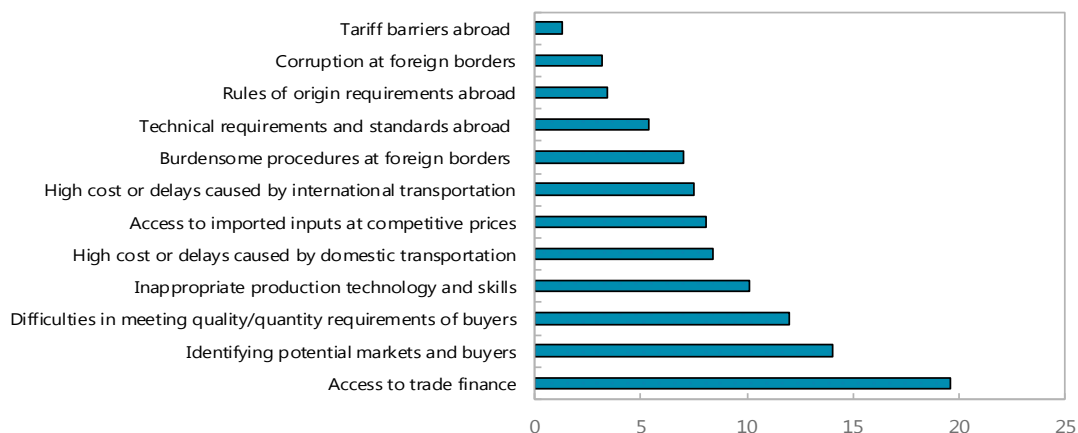 Tariff barriers abroad
Corruption at foreign borders
Rules of origin requirements abroad
Technical requirements and standards abroad
Burdensome procedures at foreign borders
High cost or delays caused by international transportation
Access to imported inputs at competitive prices
High cost or delays caused by domestic transportation
Inappropriate production technology and skills
Difficulties in meeting quality/quantity requirements of buyers
Identifying potential markets and buyers
Access to trade finance
0 5 10 15 20 25